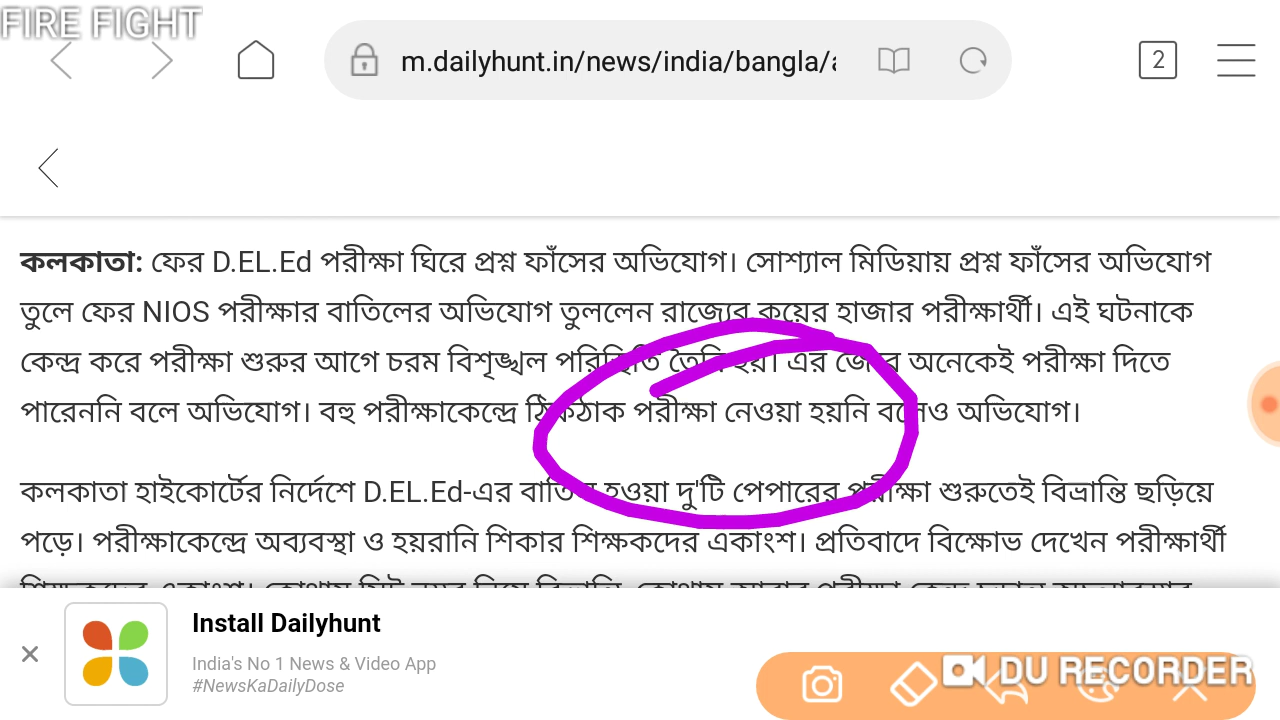 FIRE FIGHT
m.dailyhunt.in/news/india/bangla/a
2
কলকাতা: ফের D.EL.Ed পরীক্ষা ঘিরে প্রশ্ন ফাঁসের অভিযোগ। সোশ্যাল মিডিয়ায় প্রশ্ন ফাঁসের অভিযোগ
তুলে ফের NIOS পরীক্ষার বাতিলের অভিযোগ তুললেন রাজ্যের কয়েক হাজার পরীক্ষার্থী। এই ঘটনাকে
কেন্দ্র করে পরীক্ষা শুরুর আগে চরম বিশৃঙ্খল পরিস্থিতি তৈরি হয়। এর জেরে অনেকেই পরীক্ষা দিতে
পারেননি বলে অভিযোগ। বহু পরীক্ষাকেন্দ্রে ঠিকঠাক পরীক্ষা নেওয়া হয়নি বলেও অভিযোগ।
কলকাতা হাইকোর্টের নির্দেশে D.EL.Ed-এর বাতিল হওয়া দু'টি পেপারের পরীক্ষা শুরুতেই বিভ্রান্তি ছড়িয়ে
পড়ে। পরীক্ষাকেন্দ্রে অব্যবস্থা ও হয়রানি শিকার শিক্ষকদের একাংশ। প্রতিবাদে বিক্ষোভ দেখেন পরীক্ষার্থী
Install Dailyhunt
India's No 1 News & Video App
#NewsKaDailyDose
DU RECORDER